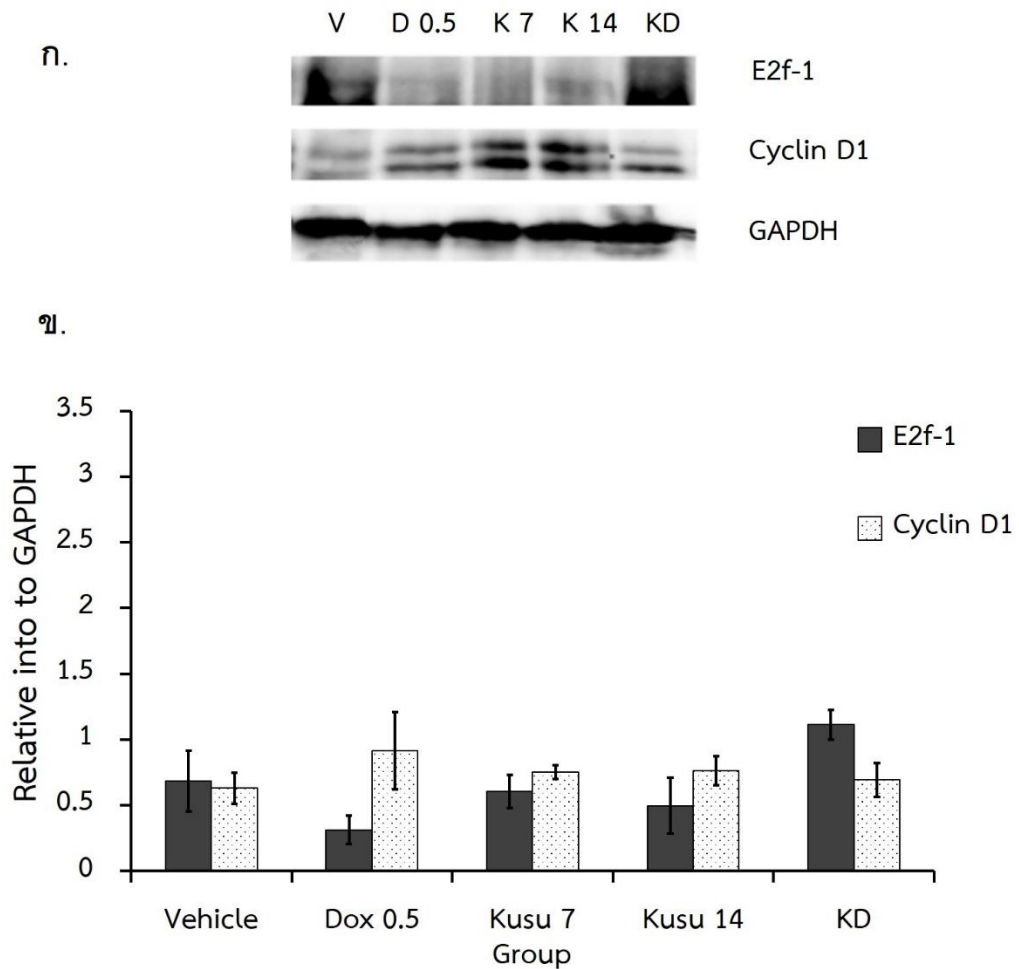 V D 0.5 K 7 K 14 KD
ก.
E2f-1
Cyclin D1
GAPDH
ข.
3.5
3
2.5
2
1.5
1
0.5
0
Relative into to GAPDH
E2f-1
Cyclin D1
Vehicle Dox 0.5 Kusu 7 Kusu 14 KD
Group